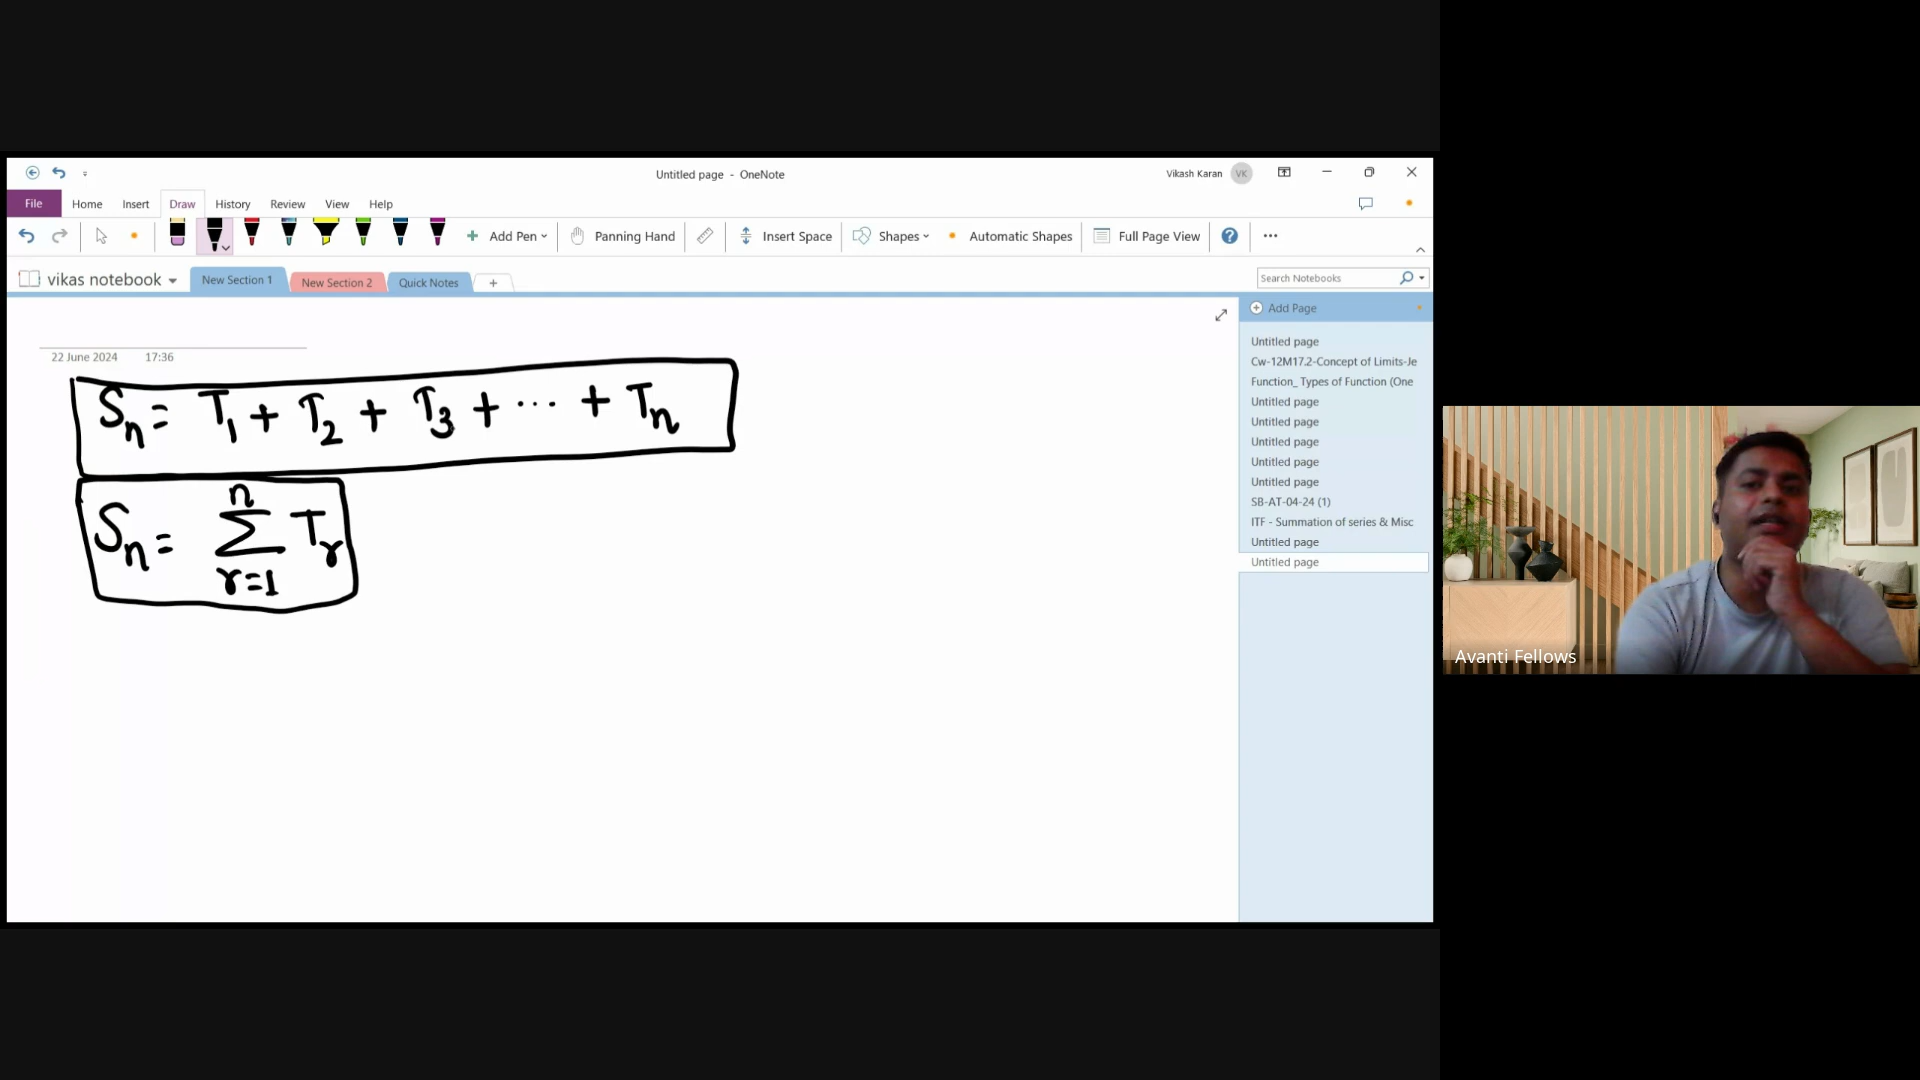 Untitled page - OneNote
Vikash Karan VK
File Home Insert Draw History Review View Help
Add Pen Panning Hand Insert Space Shapes Automatic Shapes Full Page View ? ...
vikas notebook New Section 1 New Section 2 Quick Notes + Search Notebooks
Add Page
22 June 2024 17:36
Sₙ = T₁ + T₂ + T₃ + ... + Tₙ
n
Sₙ = ∑ Tᵣ
r=1
Untitled page
Cw-12M17.2-Concept of Limits-Je
Function_ Types of Function (One
Untitled page
Untitled page
Untitled page
Untitled page
Untitled page
SB-AT-04-24 (1)
ITF - Summation of series & Misc
Untitled page
Untitled page
Avanti Fellows